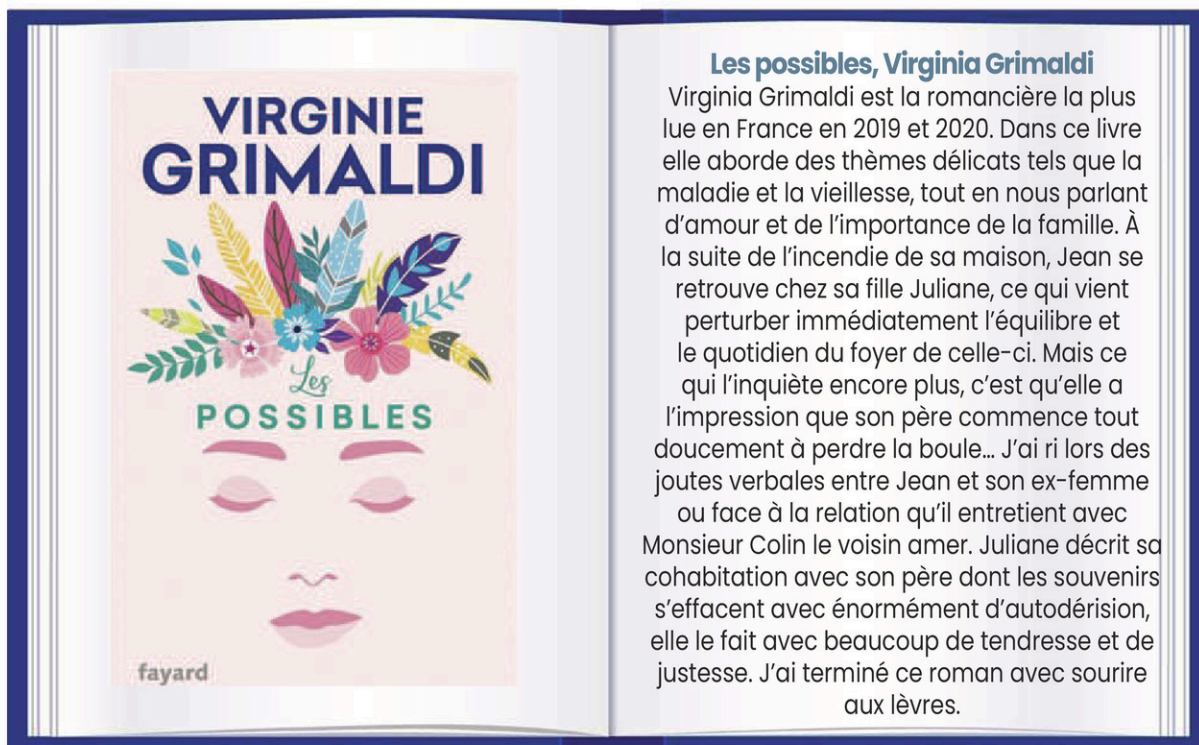 VIRGINIE
GRIMALDI
Les
POSSIBLES
fayard
Les possibles, Virginia Grimaldi
Virginia Grimaldi est la romancière la plus
lue en France en 2019 et 2020. Dans ce livre
elle aborde des thèmes délicats tels que la
maladie et la vieillesse, tout en nous parlant
d’amour et de l’importance de la famille. À
la suite de l’incendie de sa maison, Jean se
retrouve chez sa fille Juliane, ce qui vient
perturber immédiatement l’équilibre et
le quotidien du foyer de celle-ci. Mais ce
qui l’inquiète encore plus, c’est qu’elle a
l’impression que son père commence tout
doucement à perdre la boule... J’ai ri lors des
joutes verbales entre Jean et son ex-femme
ou face à la relation qu’il entretient avec
Monsieur Colin le voisin amer. Juliane décrit sa
cohabitation avec son père dont les souvenirs
s’effacent avec énormément d’autodérision,
elle le fait avec beaucoup de tendresse et de
justesse. J’ai terminé ce roman avec sourire
aux lèvres.